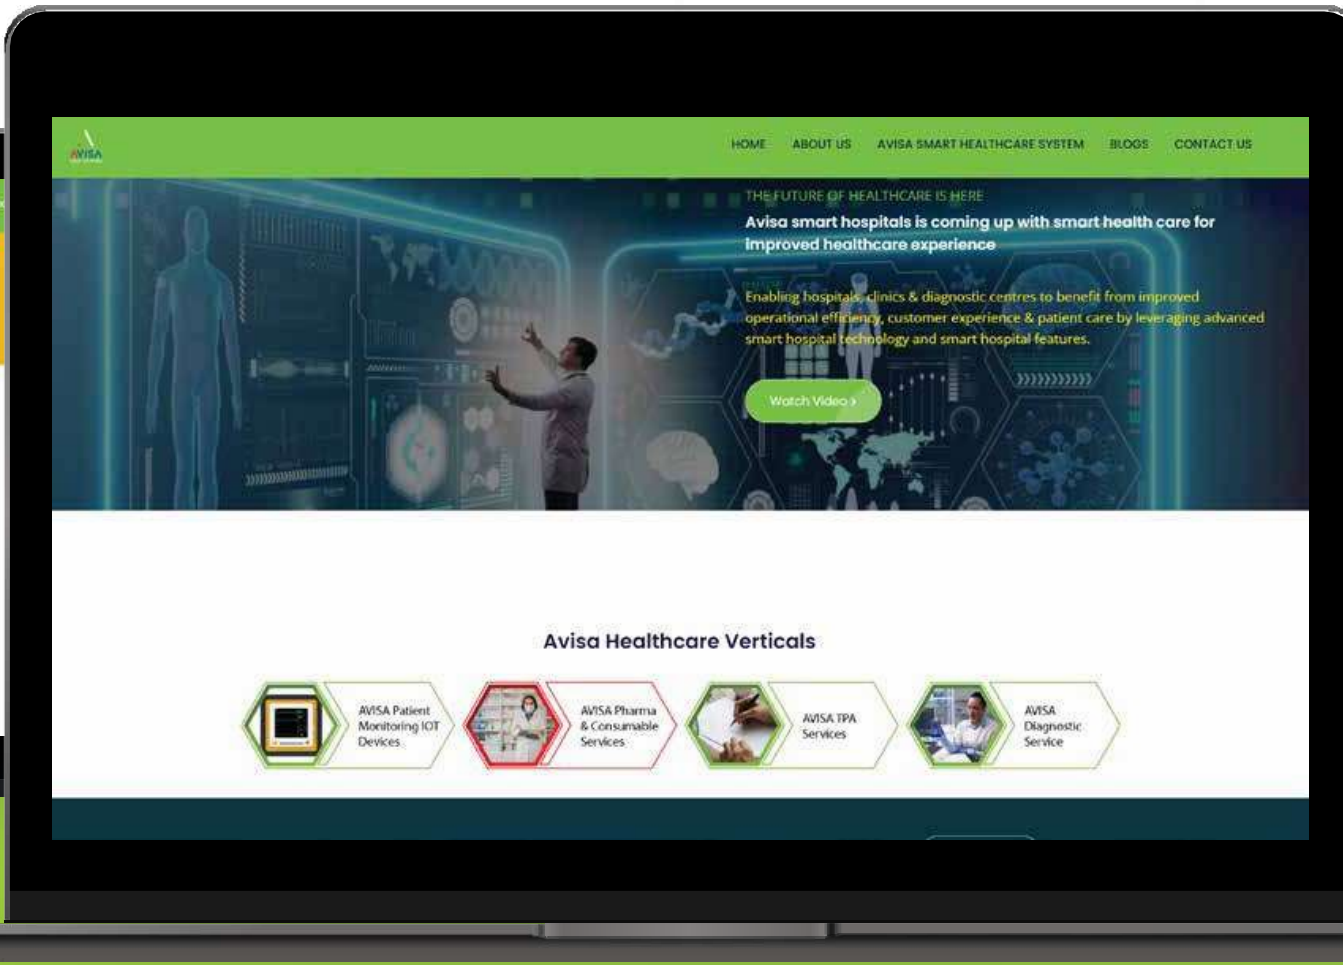 AVISA
HOME ABOUT US AVISA SMART HEALTHCARE SYSTEM BLOGS CONTACT US
THE FUTURE OF HEALTHCARE IS HERE
Avisa smart hospitals is coming up with smart health care for
improved healthcare experience
Enabling hospitals, clinics & diagnostic centres to benefit from improved
operational efficiency, customer experience & patient care by leveraging advanced
smart hospital technology and smart hospital features.
Watch Video ›
Avisa Healthcare Verticals
AVISA Patient
Monitoring IOT
Devices
AVISA Pharma
& Consumable
Services
AVISA TPA
Services
AVISA
Diagnostic
Service